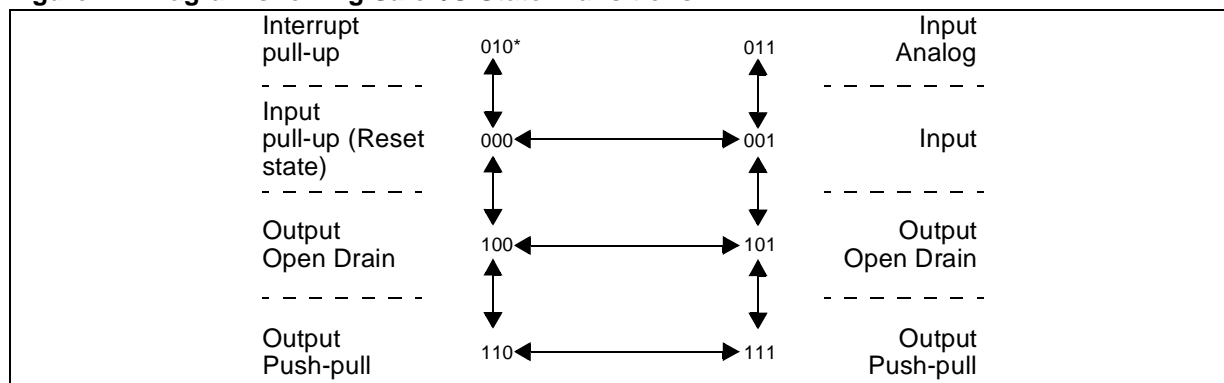 Interrupt
pull-up
010*
011
Input
Analog
Input
pull-up (Reset
state)
000
001
Input
Output
Open Drain
100
101
Output
Open Drain
Output
Push-pull
110
111
Output
Push-pull